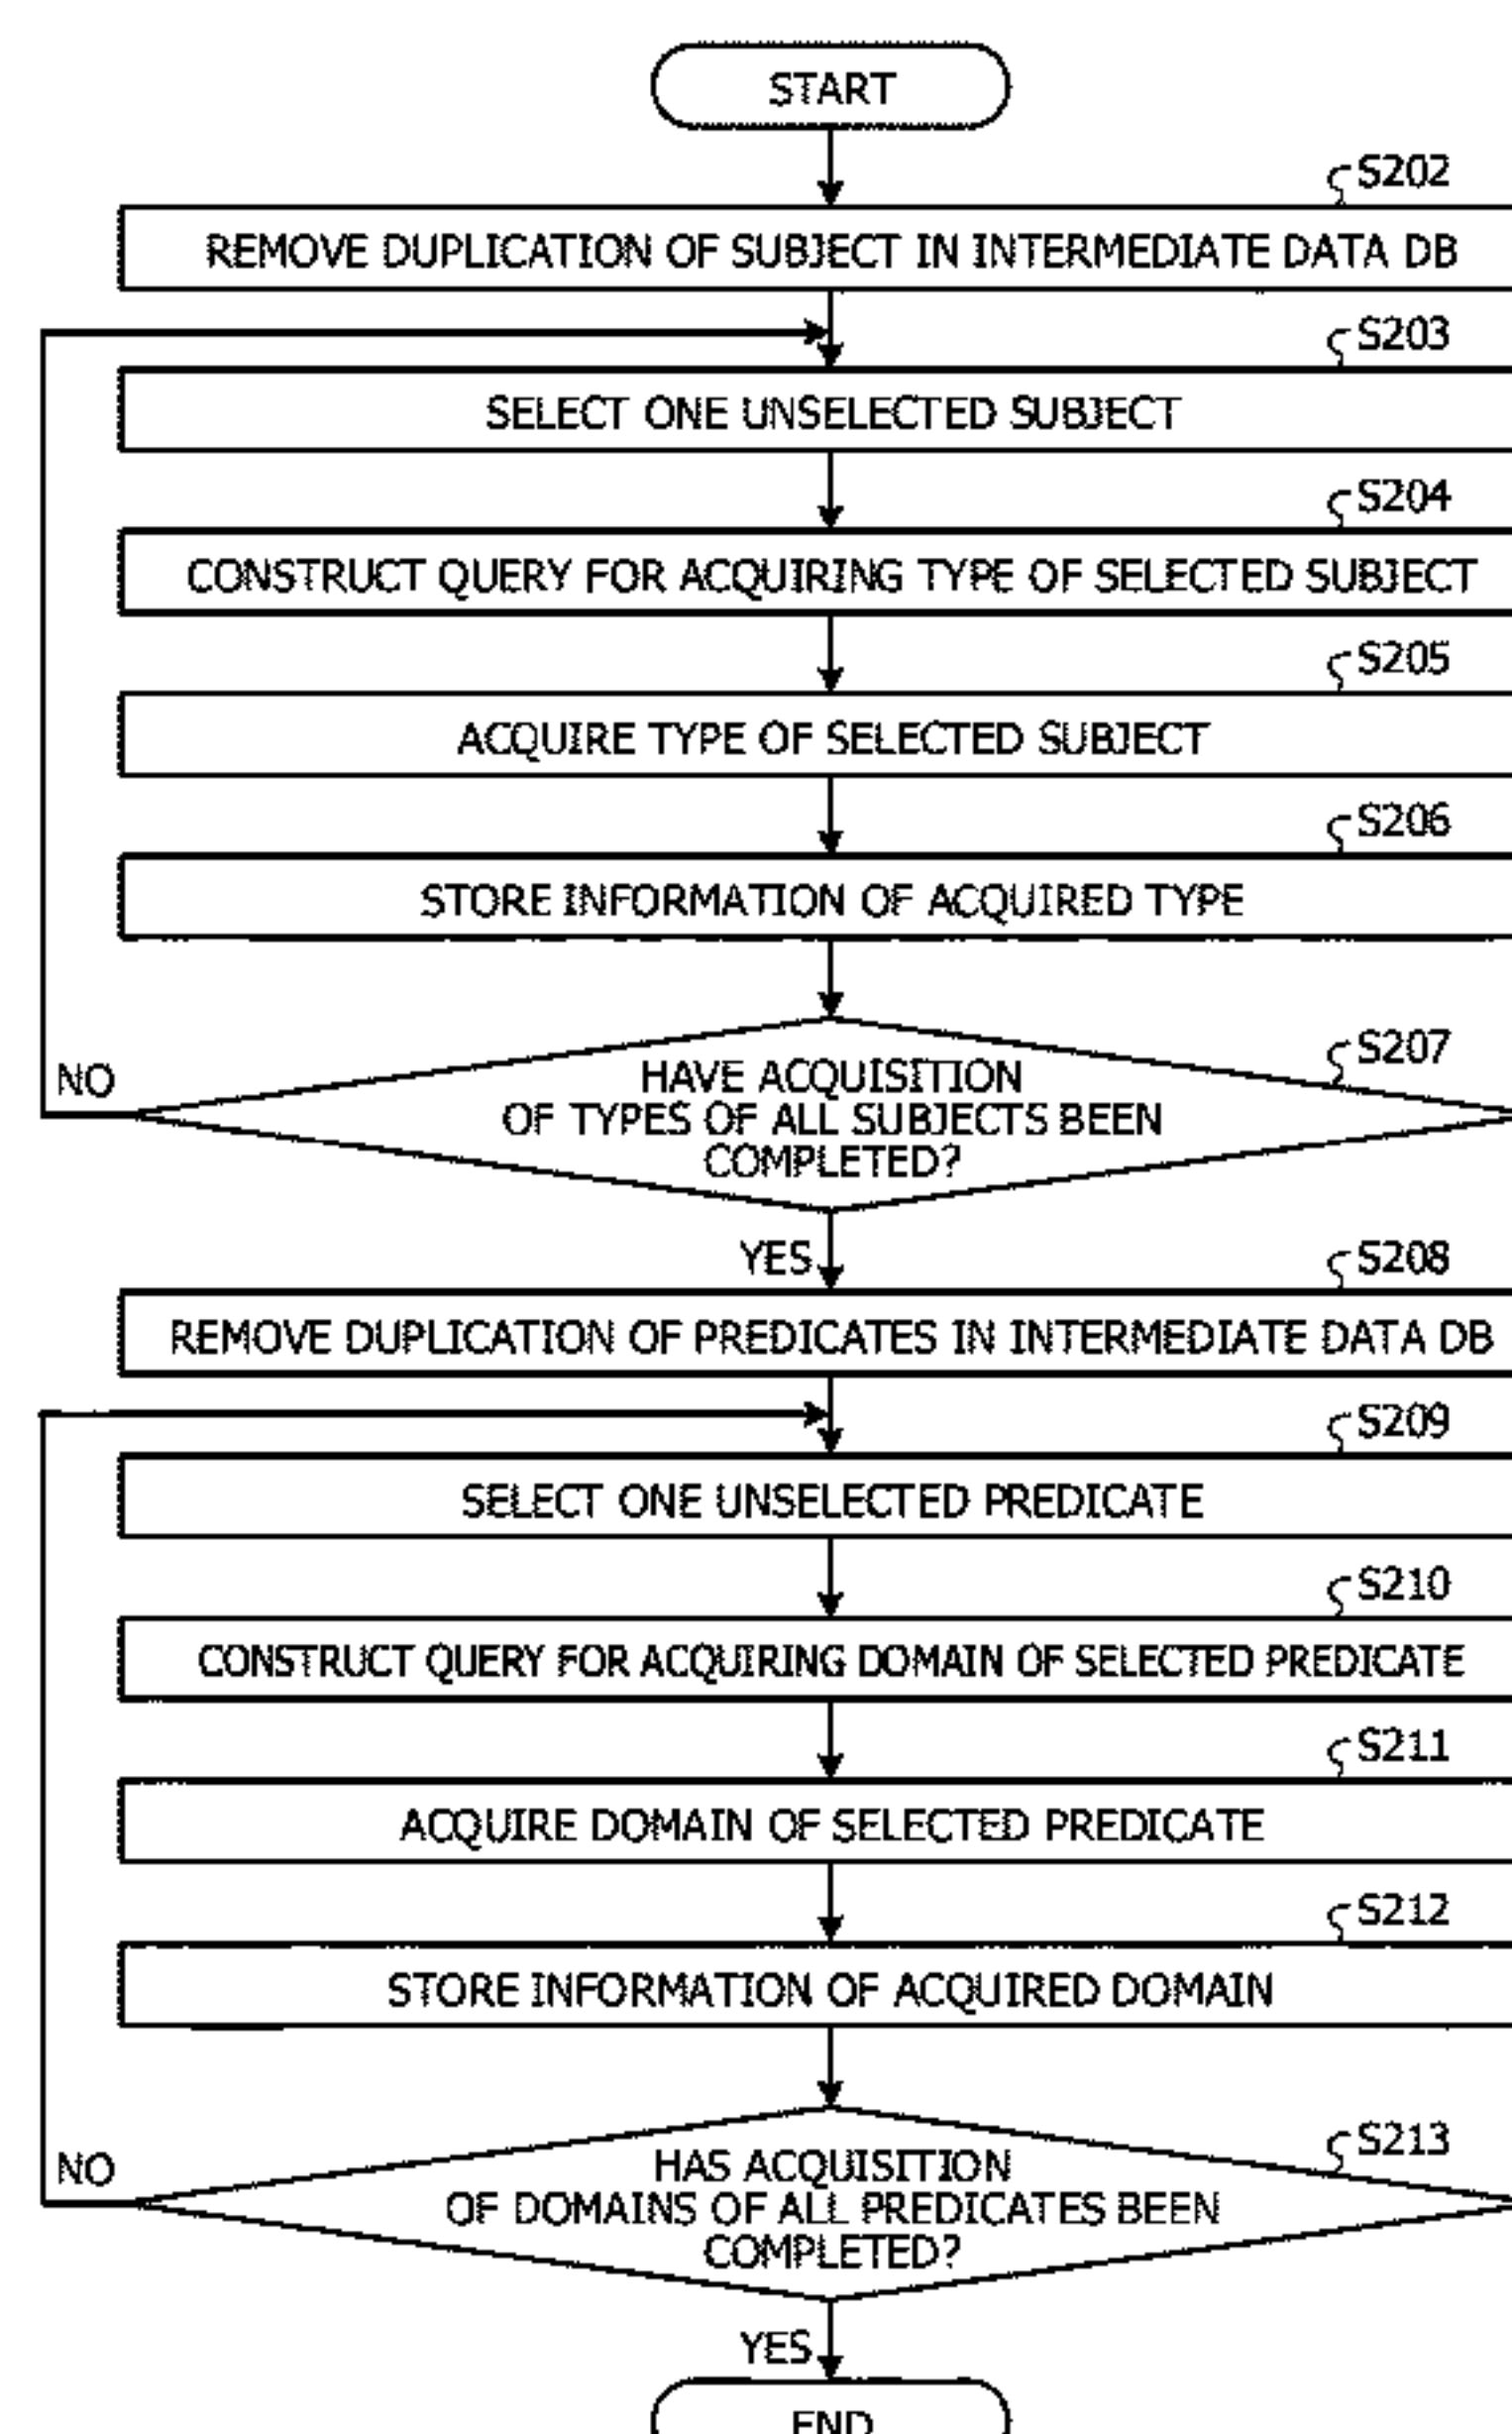 START
S202
REMOVE DUPLICATION OF SUBJECT IN INTERMEDIATE DATA DB
S203
SELECT ONE UNSELECTED SUBJECT
S204
CONSTRUCT QUERY FOR ACQUIRING TYPE OF SELECTED SUBJECT
S205
ACQUIRE TYPE OF SELECTED SUBJECT
S206
STORE INFORMATION OF ACQUIRED TYPE
S207
NO
HAVE ACQUISITION
OF TYPES OF ALL SUBJECTS BEEN
COMPLETED?
YES
S208
REMOVE DUPLICATION OF PREDICATES IN INTERMEDIATE DATA DB
S209
SELECT ONE UNSELECTED PREDICATE
S210
CONSTRUCT QUERY FOR ACQUIRING DOMAIN OF SELECTED PREDICATE
S211
ACQUIRE DOMAIN OF SELECTED PREDICATE
S212
STORE INFORMATION OF ACQUIRED DOMAIN
S213
NO
HAS ACQUISITION
OF DOMAINS OF ALL PREDICATES BEEN
COMPLETED?
YES
END